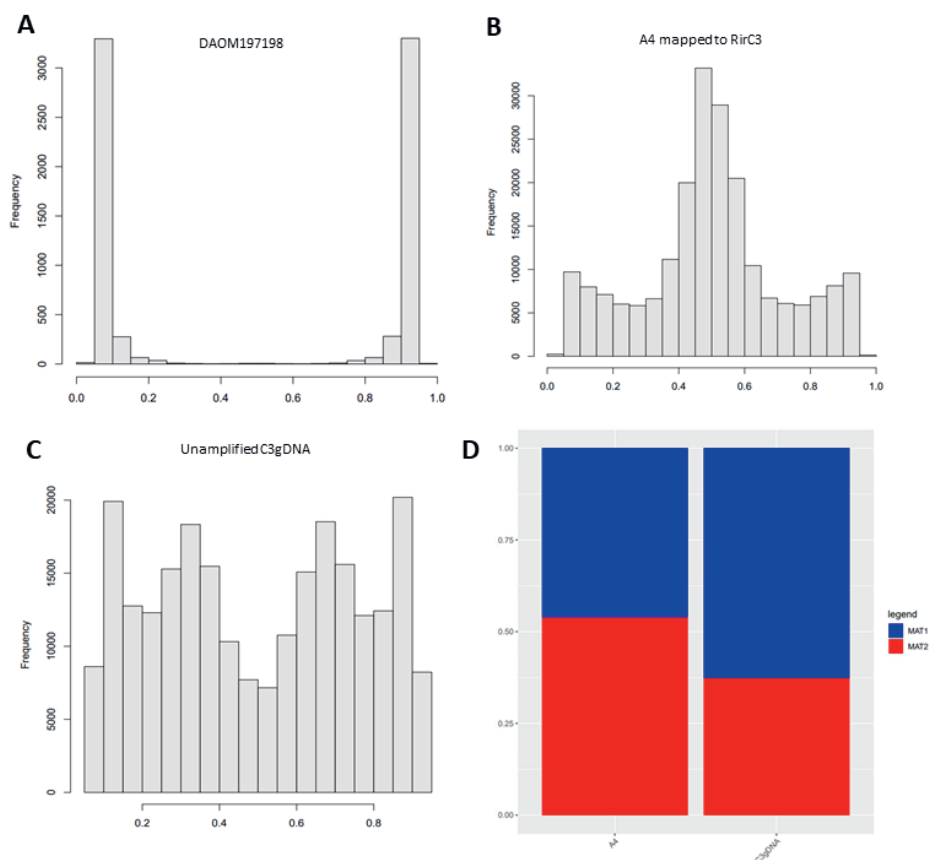 A
DAOM197198
Frequency
3000
2500
2000
1500
1000
500
0
0.0 0.2 0.4 0.6 0.8 1.0
B
A4 mapped to RirC3
Frequency
30000
25000
20000
15000
10000
5000
0
0.0 0.2 0.4 0.6 0.8 1.0
C
Unamplified C3gDNA
Frequency
20000
15000
10000
5000
0
0.2 0.4 0.6 0.8
D
1.00
0.75
0.50
0.25
0.00
A4
C3gDNA
legend
MAT1
MAT2